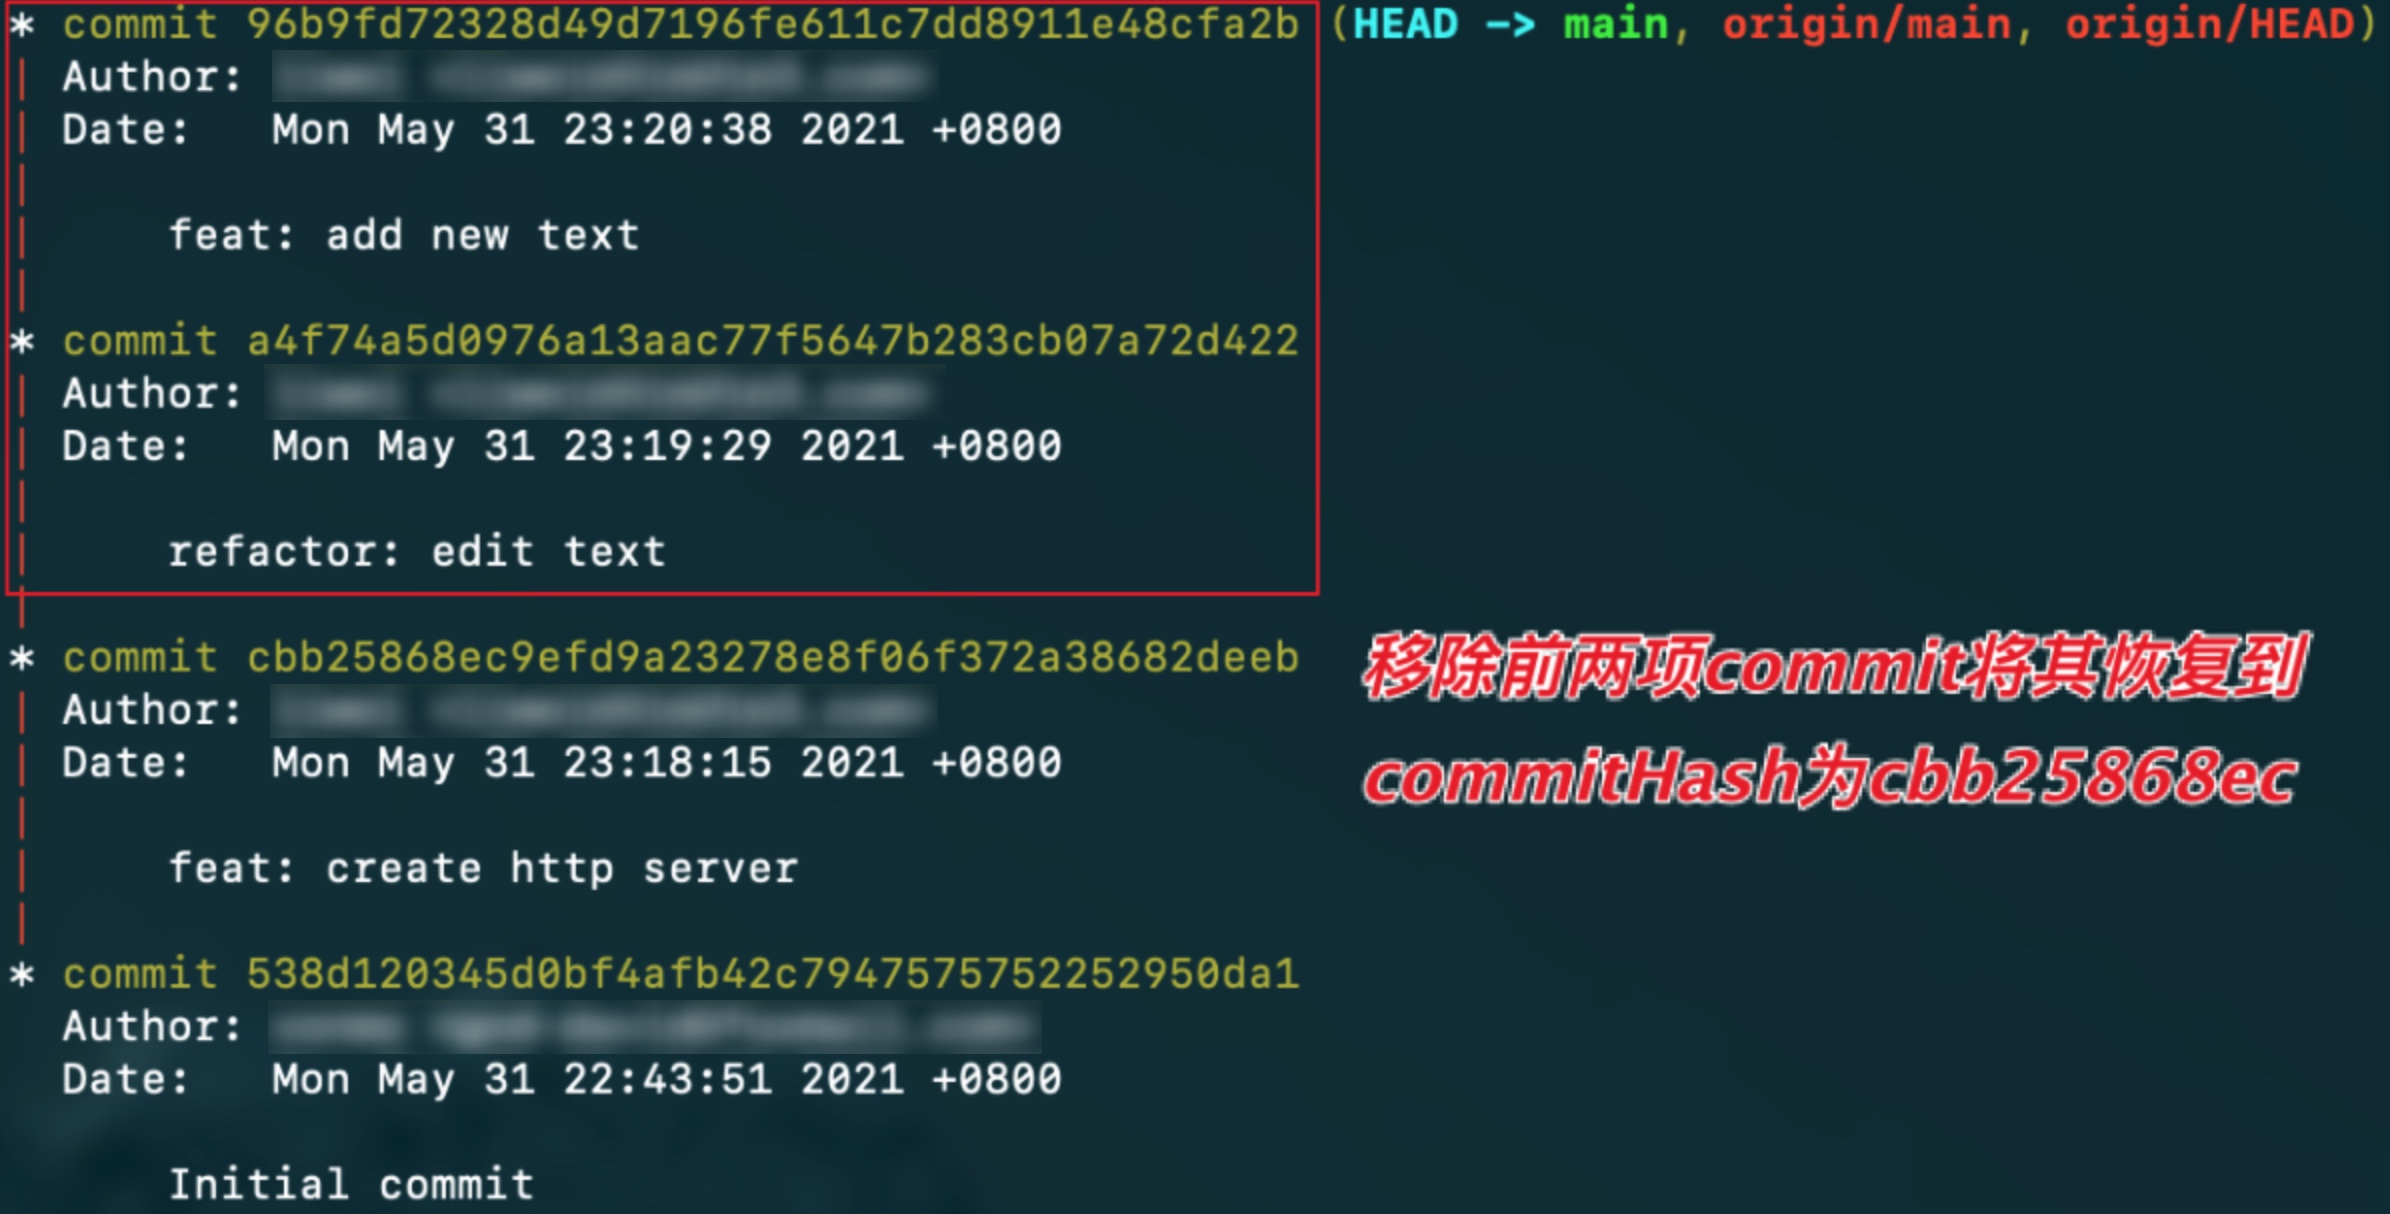 * commit 96b9fd72328d49d7196fe611c7dd8911e48cfa2b (HEAD -> main, origin/main, origin/HEAD)
| Author:
| Date:   Mon May 31 23:20:38 2021 +0800
|
|     feat: add new text
|
* commit a4f74a5d0976a13aac77f5647b283cb07a72d422
| Author:
| Date:   Mon May 31 23:19:29 2021 +0800
|
|     refactor: edit text
|
* commit cbb25868ec9efd9a23278e8f06f372a38682deeb
| Author:
| Date:   Mon May 31 23:18:15 2021 +0800
|
|     feat: create http server
|
* commit 538d120345d0bf4afb42c7947575752252950da1
  Author:
  Date:   Mon May 31 22:43:51 2021 +0800
      Initial commit
移除前两项commit将其恢复到
commitHash为cbb25868ec